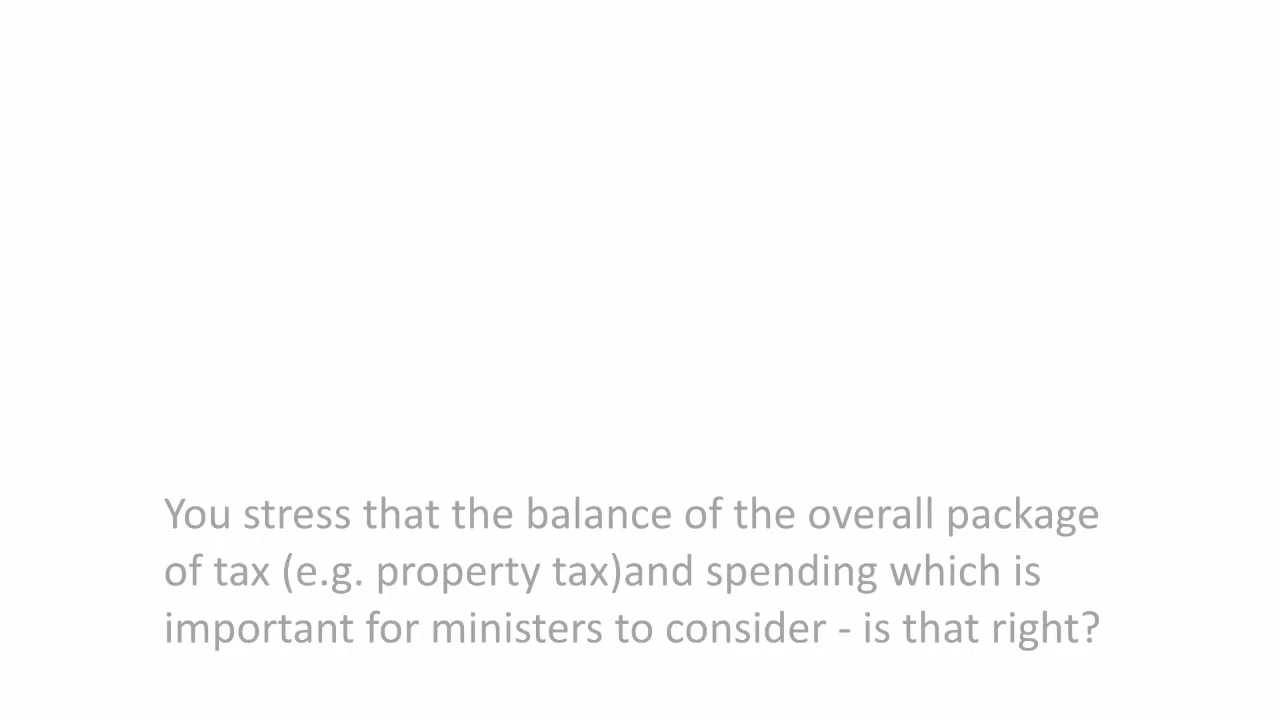 You stress that the balance of the overall package
of tax (e.g. property tax)and spending which is
important for ministers to consider - is that right?